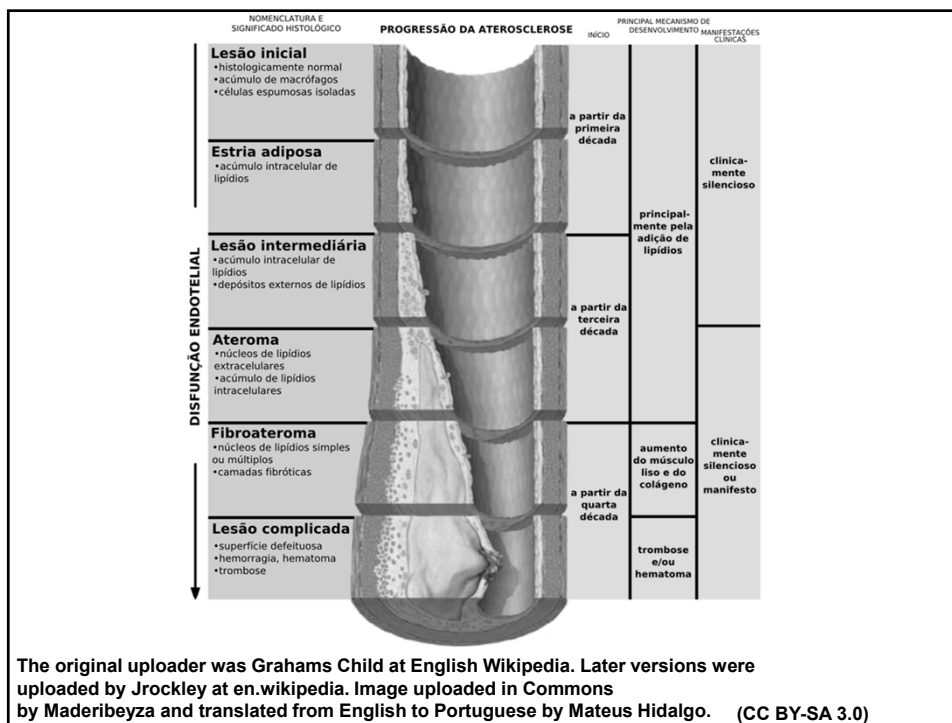 NOMENCLATURA E
SIGNIFICADO HISTOLÓGICO
PROGRESSÃO DA ATEROSCLEROSE
INÍCIO
PRINCIPAL MECANISMO DE
DESENVOLVIMENTO
MANIFESTAÇÕES
CLÍNICAS
DISFUNÇÃO ENDOTELIAL
Lesão inicial
•histologicamente normal
•acúmulo de macrófagos
•células espumosas isoladas
Estria adiposa
•acúmulo intracelular de
lipídios
Lesão intermediária
•acúmulo intracelular de
lipídios
•depósitos externos de lipídios
Ateroma
•núcleos de lipídios
extracelulares
•acúmulo de lipídios
intracelulares
Fibroateroma
•núcleos de lipídios simples
ou múltiplos
•camadas fibróticas
Lesão complicada
•superfície defeituosa
•hemorragia, hematoma
•trombose
a partir da
primeira
década
a partir da
terceira
década
a partir da
quarta
década
principal-
mente pela
adição de
lipídios
aumento
do músculo
liso e do
colágeno
trombose
e/ou
hematoma
clinica-
mente
silencioso
clinica-
mente
silencioso
ou
manifesto
The original uploader was Grahams Child at English Wikipedia. Later versions were
uploaded by Jrockley at en.wikipedia. Image uploaded in Commons
by Maderibeyza and translated from English to Portuguese by Mateus Hidalgo. (CC BY-SA 3.0)